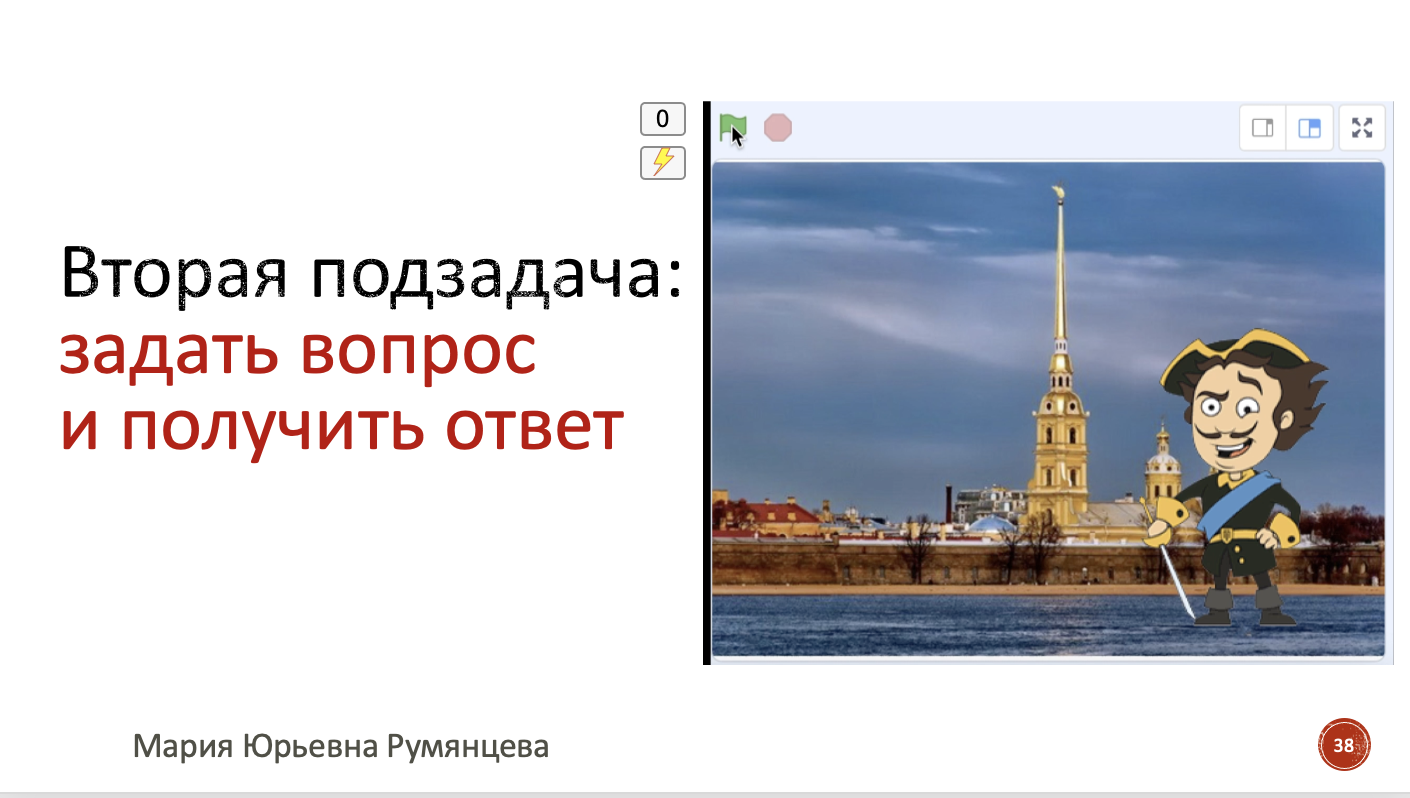 0
Вторая подзадача:
задать вопрос
и получить ответ
Мария Юрьевна Румянцева
38